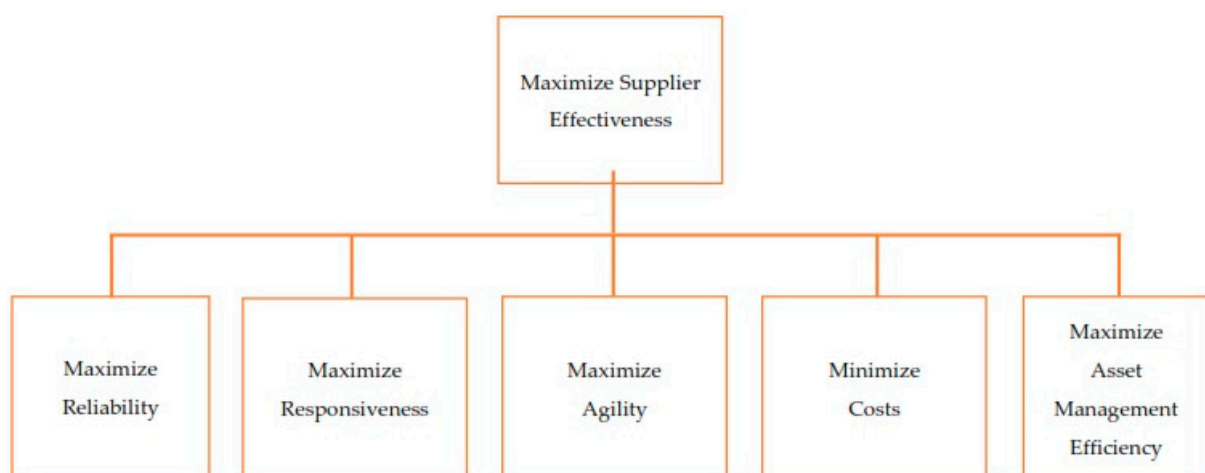 Maximize Supplier
Effectiveness
Maximize
Reliability
Maximize
Responsiveness
Maximize
Agility
Minimize
Costs
Maximize
Asset
Management
Efficiency